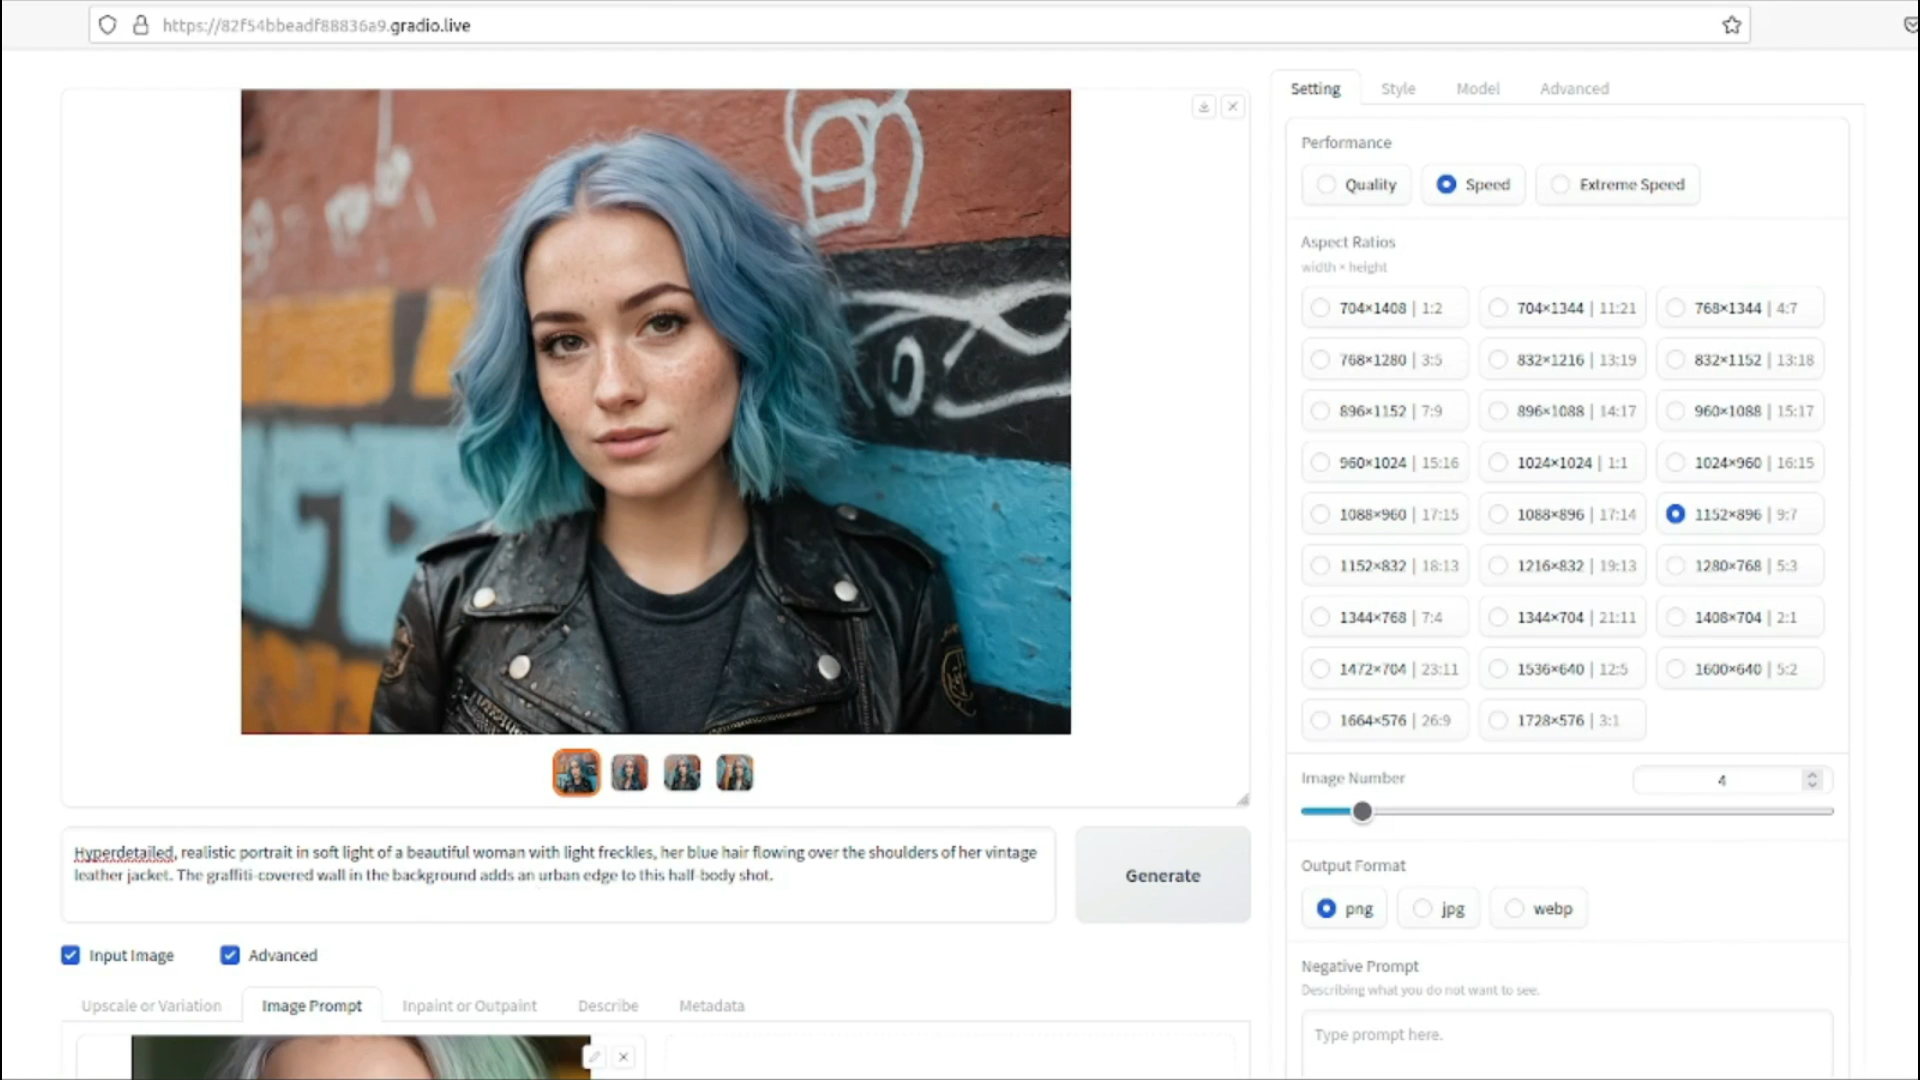 https://82f54bbeadf88836a9.gradio.live
Setting Style Model Advanced
Performance
Quality Speed Extreme Speed
Aspect Ratios
width × height
704×1408 | 1:2 704×1344 | 11:21 768×1344 | 4:7
768×1280 | 3:5 832×1216 | 13:19 832×1152 | 13:18
896×1152 | 7:9 896×1088 | 14:17 960×1088 | 15:17
960×1024 | 15:16 1024×1024 | 1:1 1024×960 | 16:15
1088×960 | 17:15 1088×896 | 17:14 1152×896 | 9:7
1152×832 | 18:13 1216×832 | 19:13 1280×768 | 5:3
1344×768 | 7:4 1344×704 | 21:11 1408×704 | 2:1
1472×704 | 23:11 1536×640 | 12:5 1600×640 | 5:2
1664×576 | 26:9 1728×576 | 3:1
Image Number 4
Output Format
png jpg webp
Negative Prompt
Describing what you do not want to see.
Type prompt here.
Hyperdetailed, realistic portrait in soft light of a beautiful woman with light freckles, her blue hair flowing over the shoulders of her vintage
leather jacket. The graffiti-covered wall in the background adds an urban edge to this half-body shot.
Generate
Input Image Advanced
Upscale or Variation Image Prompt Inpaint or Outpaint Describe Metadata